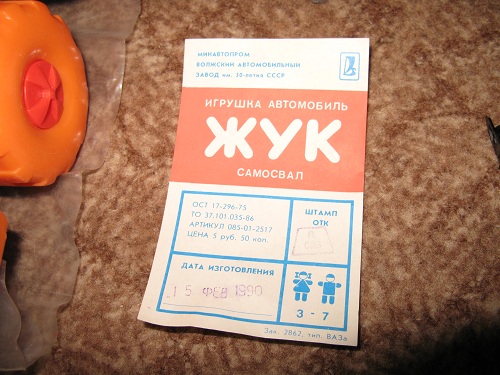 МИНАВТОПРОМ
ВОЛЖСКИЙ АВТОМОБИЛЬНЫЙ
ЗАВОД им. 50-летия СССР
ИГРУШКА АВТОМОБИЛЬ
ЖУК
САМОСВАЛ
ОСТ 17-296-75
ТО 37.101.035-86
АРТИКУЛ 085-01-2517
ЦЕНА 5 руб. 50 коп.
ШТАМП
ОТК
ДАТА ИЗГОТОВЛЕНИЯ
15 ФЕВ 1990
3 - 7
Зак. 2862, тип. ВАЗа